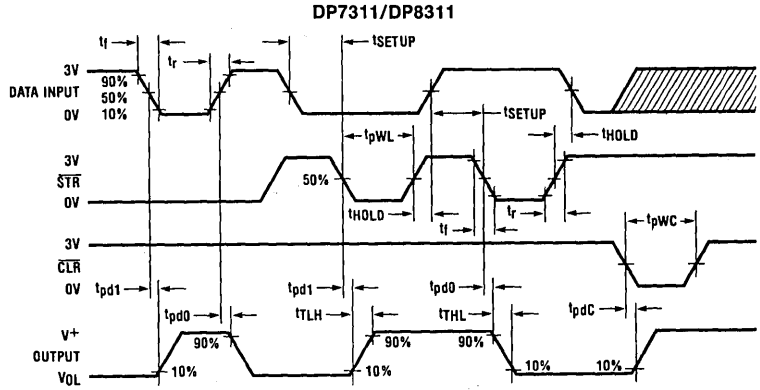 DP7311/DP8311
tf
tr
tSETUP
3V
90%
DATA INPUT
50%
0V
10%
tSETUP
tHOLD
tpWL
3V
STR
50%
0V
tHOLD
tf
tr
3V
CLR
0V
tpWC
tpd1
tpd0
tpd1
tTLH
tpd0
tTHL
tpdC
V+
OUTPUT
VOL
90%
90%
90%
10%
10%
10%
10%